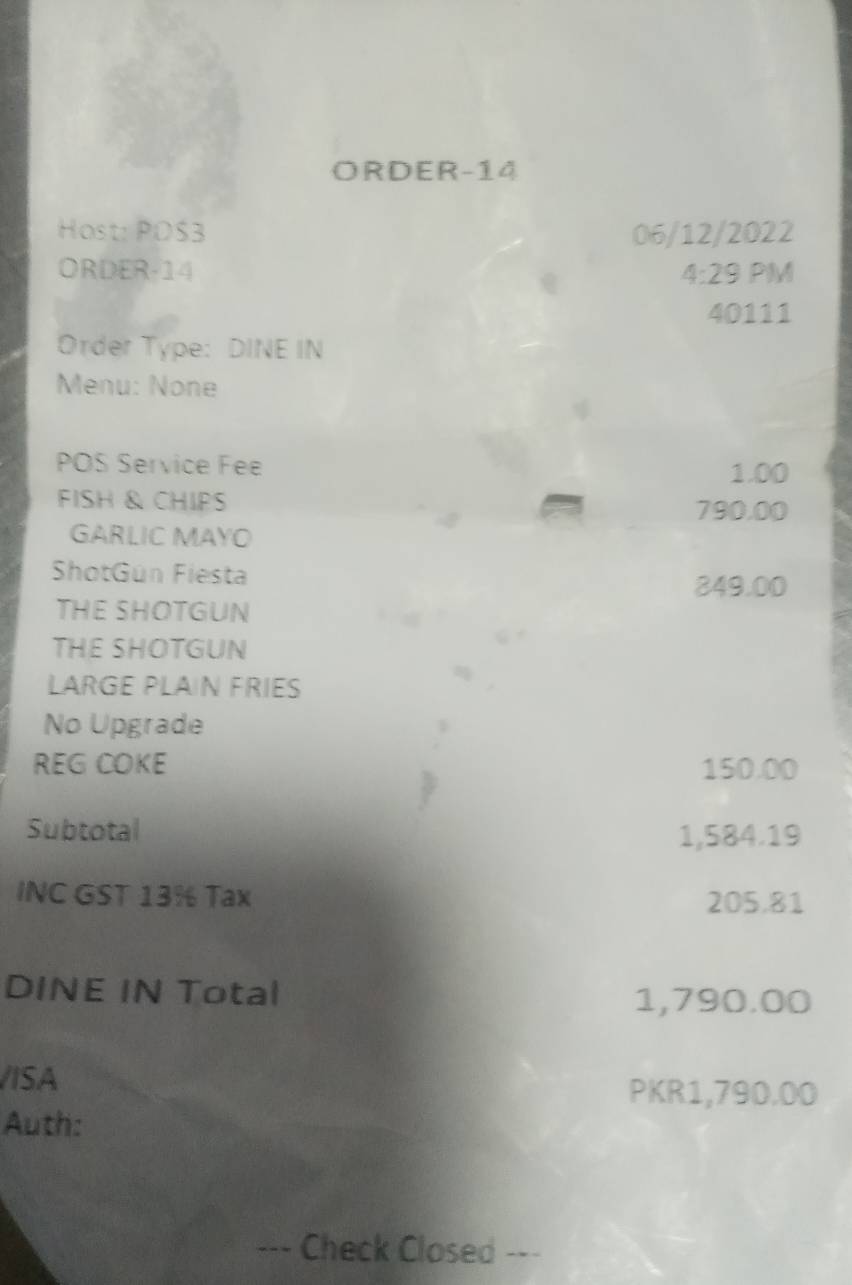 ORDER-14
Host: POS3 06/12/2022
ORDER-14 4:29 PM
40111
Order Type: DINE IN
Menu: None
POS Service Fee 1.00
FISH & CHIPS 790.00
GARLIC MAYO
ShotGun Fiesta 849.00
THE SHOTGUN
THE SHOTGUN
LARGE PLAIN FRIES
No Upgrade
REG COKE 150.00
Subtotal 1,584.19
INC GST 13% Tax 205.81
DINE IN Total 1,790.00
VISA PKR1,790.00
Auth:
--- Check Closed ---